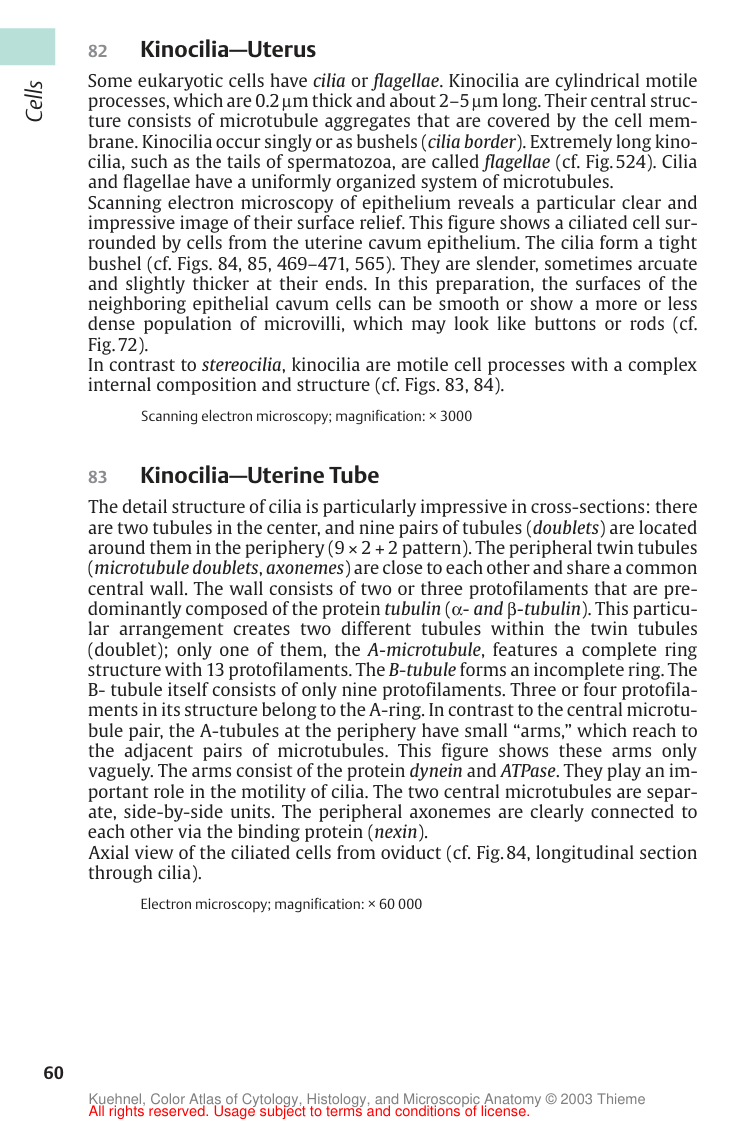 Cells
82 Kinocilia—Uterus
Some eukaryotic cells have cilia or flagellae. Kinocilia are cylindrical motile
processes, which are 0.2 µm thick and about 2–5 µm long. Their central struc-
ture consists of microtubule aggregates that are covered by the cell mem-
brane. Kinocilia occur singly or as bushels (cilia border). Extremely long kino-
cilia, such as the tails of spermatozoa, are called flagellae (cf. Fig. 524). Cilia
and flagellae have a uniformly organized system of microtubules.
Scanning electron microscopy of epithelium reveals a particular clear and
impressive image of their surface relief. This figure shows a ciliated cell sur-
rounded by cells from the uterine cavum epithelium. The cilia form a tight
bushel (cf. Figs. 84, 85, 469–471, 565). They are slender, sometimes arcuate
and slightly thicker at their ends. In this preparation, the surfaces of the
neighboring epithelial cavum cells can be smooth or show a more or less
dense population of microvilli, which may look like buttons or rods (cf.
Fig. 72).
In contrast to stereocilia, kinocilia are motile cell processes with a complex
internal composition and structure (cf. Figs. 83, 84).
Scanning electron microscopy; magnification: × 3000
83 Kinocilia—Uterine Tube
The detail structure of cilia is particularly impressive in cross-sections: there
are two tubules in the center, and nine pairs of tubules (doublets) are located
around them in the periphery (9 × 2 + 2 pattern). The peripheral twin tubules
(microtubule doublets, axonemes) are close to each other and share a common
central wall. The wall consists of two or three protofilaments that are pre-
dominantly composed of the protein tubulin (α- and β-tubulin). This particu-
lar arrangement creates two different tubules within the twin tubules
(doublet); only one of them, the A-microtubule, features a complete ring
structure with 13 protofilaments. The B-tubule forms an incomplete ring. The
B- tubule itself consists of only nine protofilaments. Three or four protofila-
ments in its structure belong to the A-ring. In contrast to the central microtu-
bule pair, the A-tubules at the periphery have small “arms,” which reach to
the adjacent pairs of microtubules. This figure shows these arms only
vaguely. The arms consist of the protein dynein and ATPase. They play an im-
portant role in the motility of cilia. The two central microtubules are separ-
ate, side-by-side units. The peripheral axonemes are clearly connected to
each other via the binding protein (nexin).
Axial view of the ciliated cells from oviduct (cf. Fig. 84, longitudinal section
through cilia).
Electron microscopy; magnification: × 60 000
60
Kuehnel, Color Atlas of Cytology, Histology, and Microscopic Anatomy © 2003 Thieme
All rights reserved. Usage subject to terms and conditions of license.